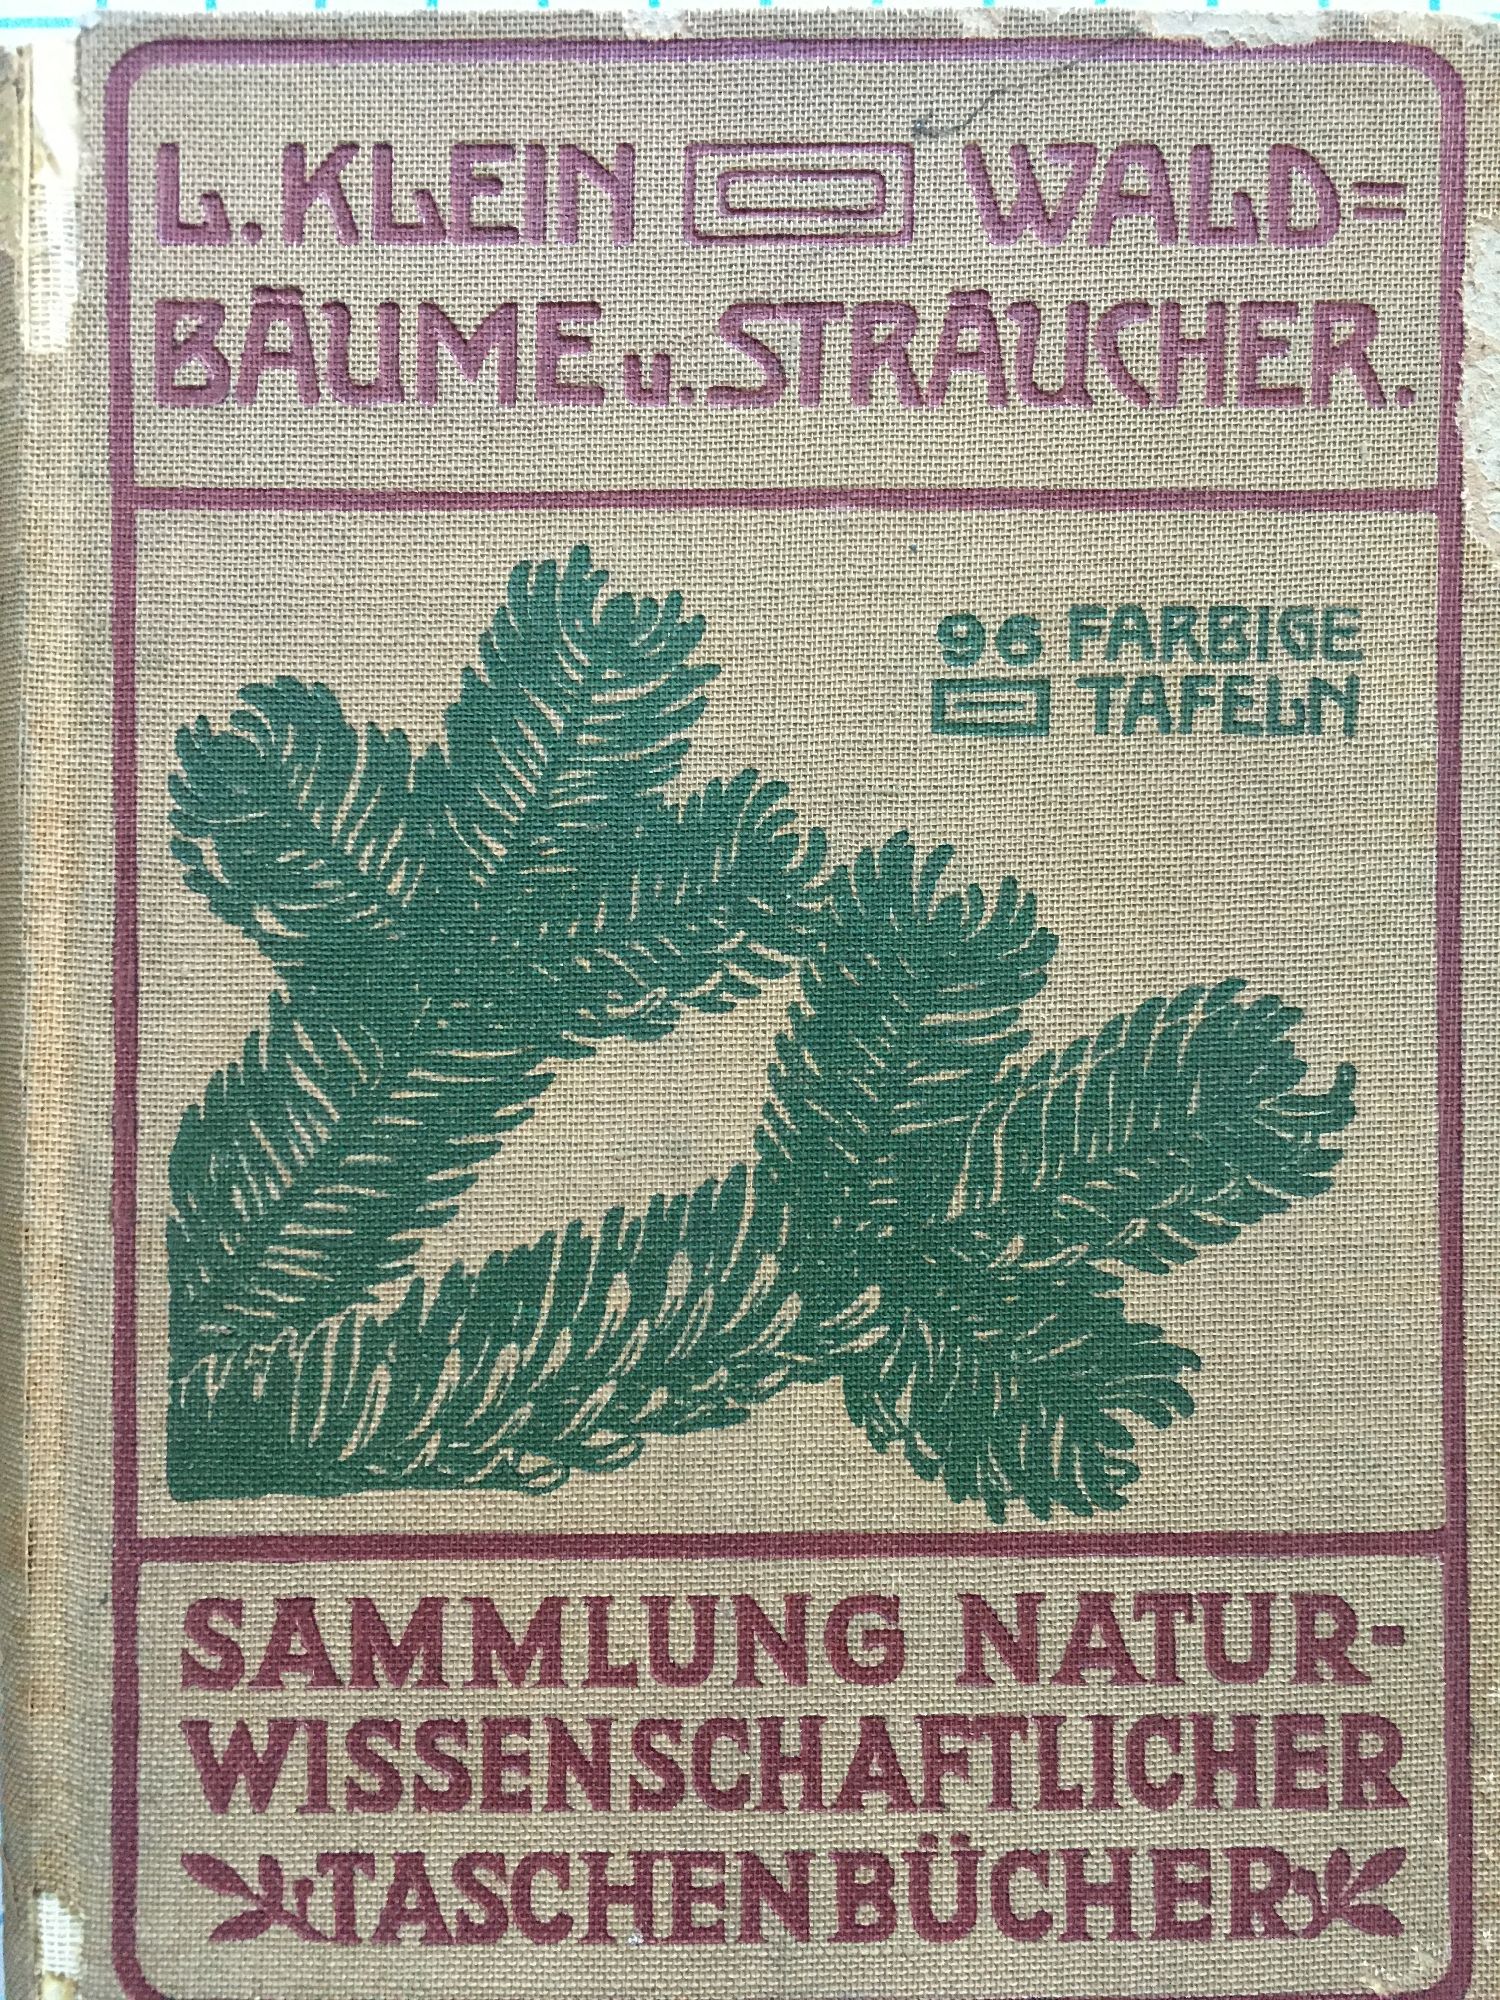 L. KLEIN WALD=
BÄUME u. STRÄUCHER.
96 FARBIGE
TAFELN
SAMMLUNG NATUR-
WISSENSCHAFTLICHER
TASCHENBÜCHER